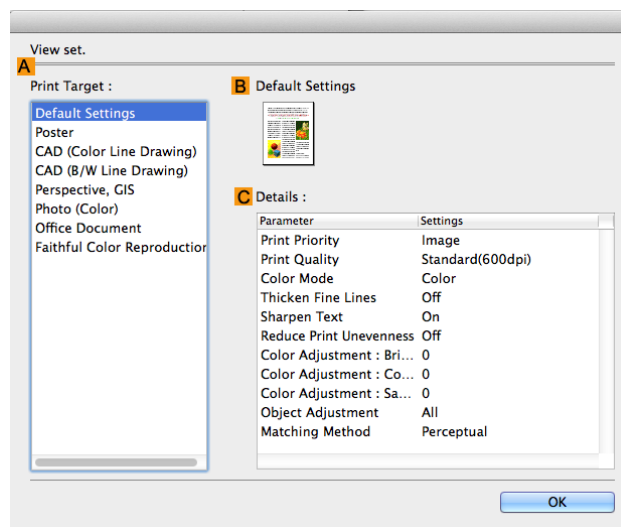 View set.
A
Print Target :
Default Settings
Poster
CAD (Color Line Drawing)
CAD (B/W Line Drawing)
Perspective, GIS
Photo (Color)
Office Document
Faithful Color Reproduction
B Default Settings
C Details :
Parameter Settings
Print Priority Image
Print Quality Standard(600dpi)
Color Mode Color
Thicken Fine Lines Off
Sharpen Text On
Reduce Print Unevenness Off
Color Adjustment : Bri... 0
Color Adjustment : Co... 0
Color Adjustment : Sa... 0
Object Adjustment All
Matching Method Perceptual
OK